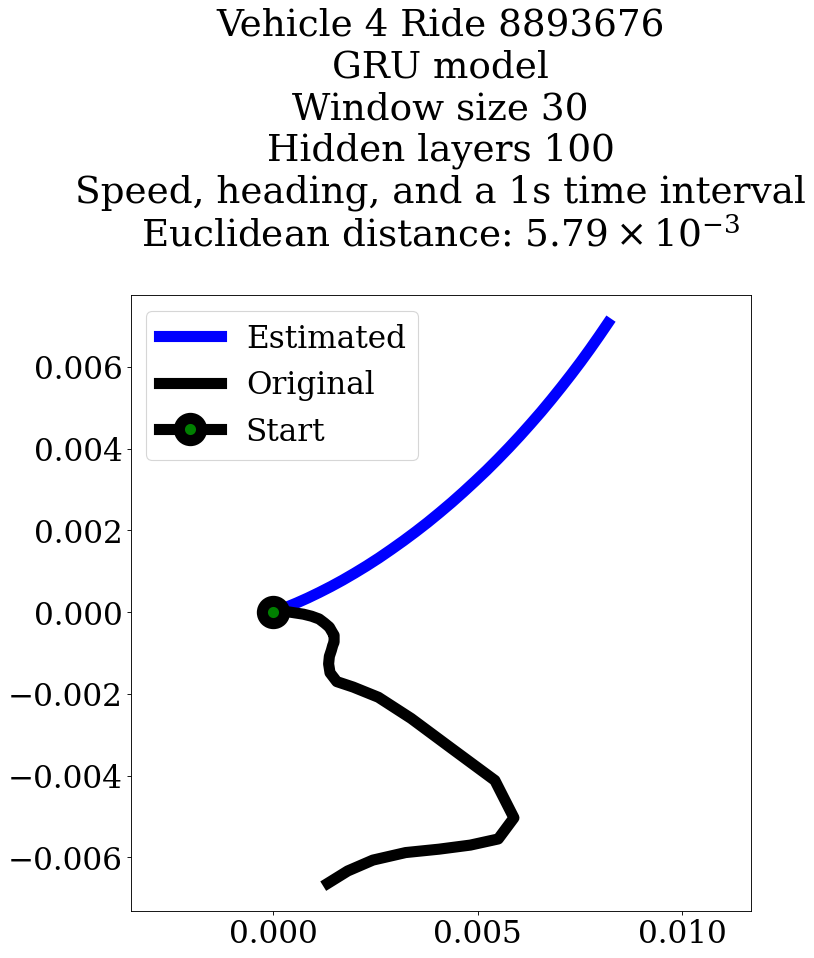 Vehicle 4 Ride 8893676
GRU model
Window size 30
Hidden layers 100
Speed, heading, and a 1s time interval
Euclidean distance: 5.79 × 10⁻³
Estimated
Original
Start
0.006
0.004
0.002
0.000
−0.002
−0.004
−0.006
0.000 0.005 0.010